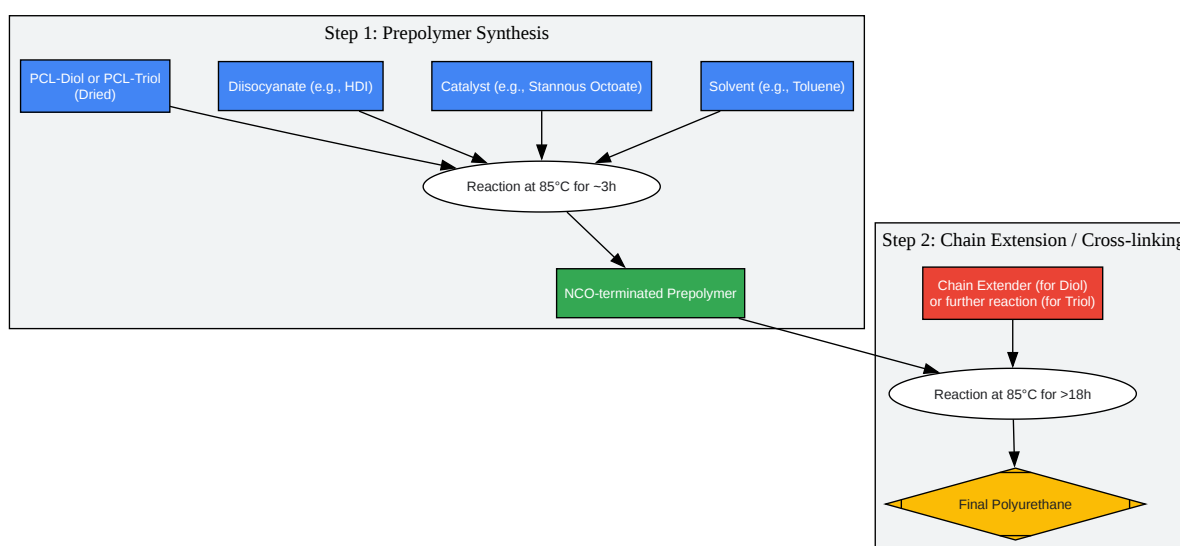 Step 1: Prepolymer Synthesis
PCL-Diol or PCL-Triol
(Dried)
Diisocyanate (e.g., HDI)
Catalyst (e.g., Stannous Octoate)
Solvent (e.g., Toluene)
Reaction at 85°C for ~3h
NCO-terminated Prepolymer
Step 2: Chain Extension / Cross-linking
Chain Extender (for Diol)
or further reaction (for Triol)
Reaction at 85°C for >18h
Final Polyurethane